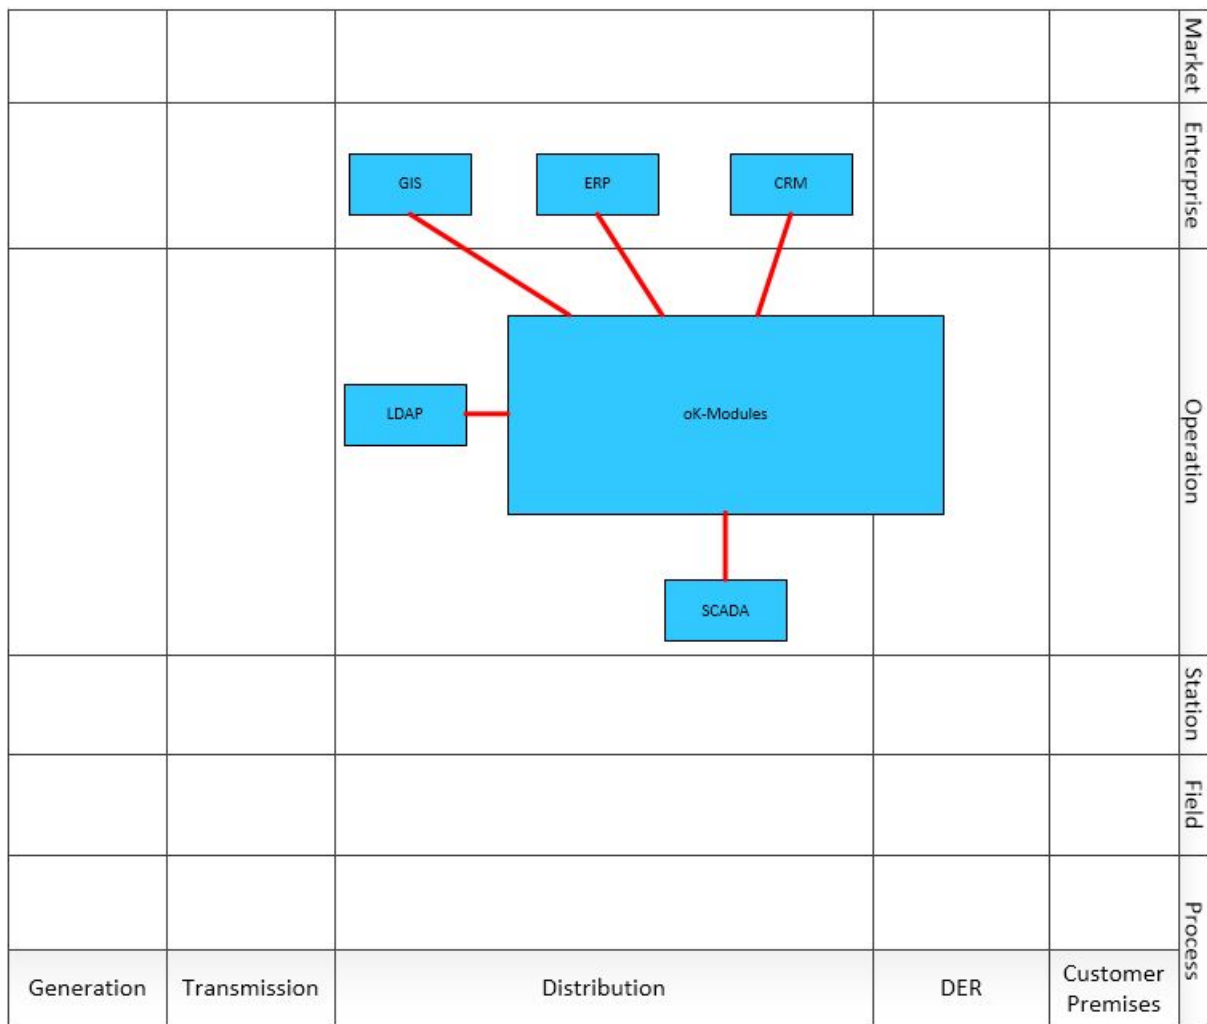 Market
Enterprise
GIS
ERP
CRM
Operation
LDAP
oK-Modules
SCADA
Station
Field
Process
Generation
Transmission
Distribution
DER
Customer
Premises